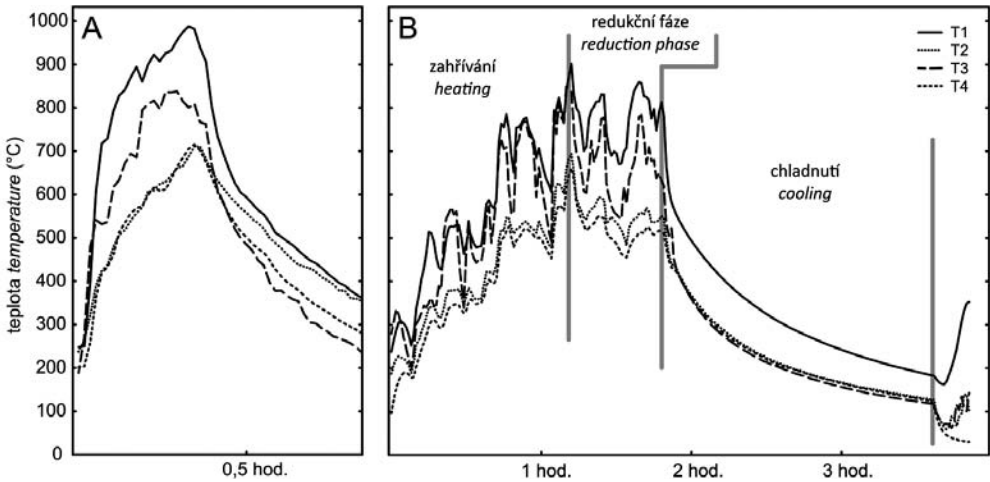 A
B
redukční fáze
reduction phase
zahřívání
heating
T1
T2
T3
T4
chladnutí
cooling
teplota temperature (°C)
1000
900
800
700
600
500
400
300
200
100
0
0,5 hod.
1 hod.
2 hod.
3 hod.